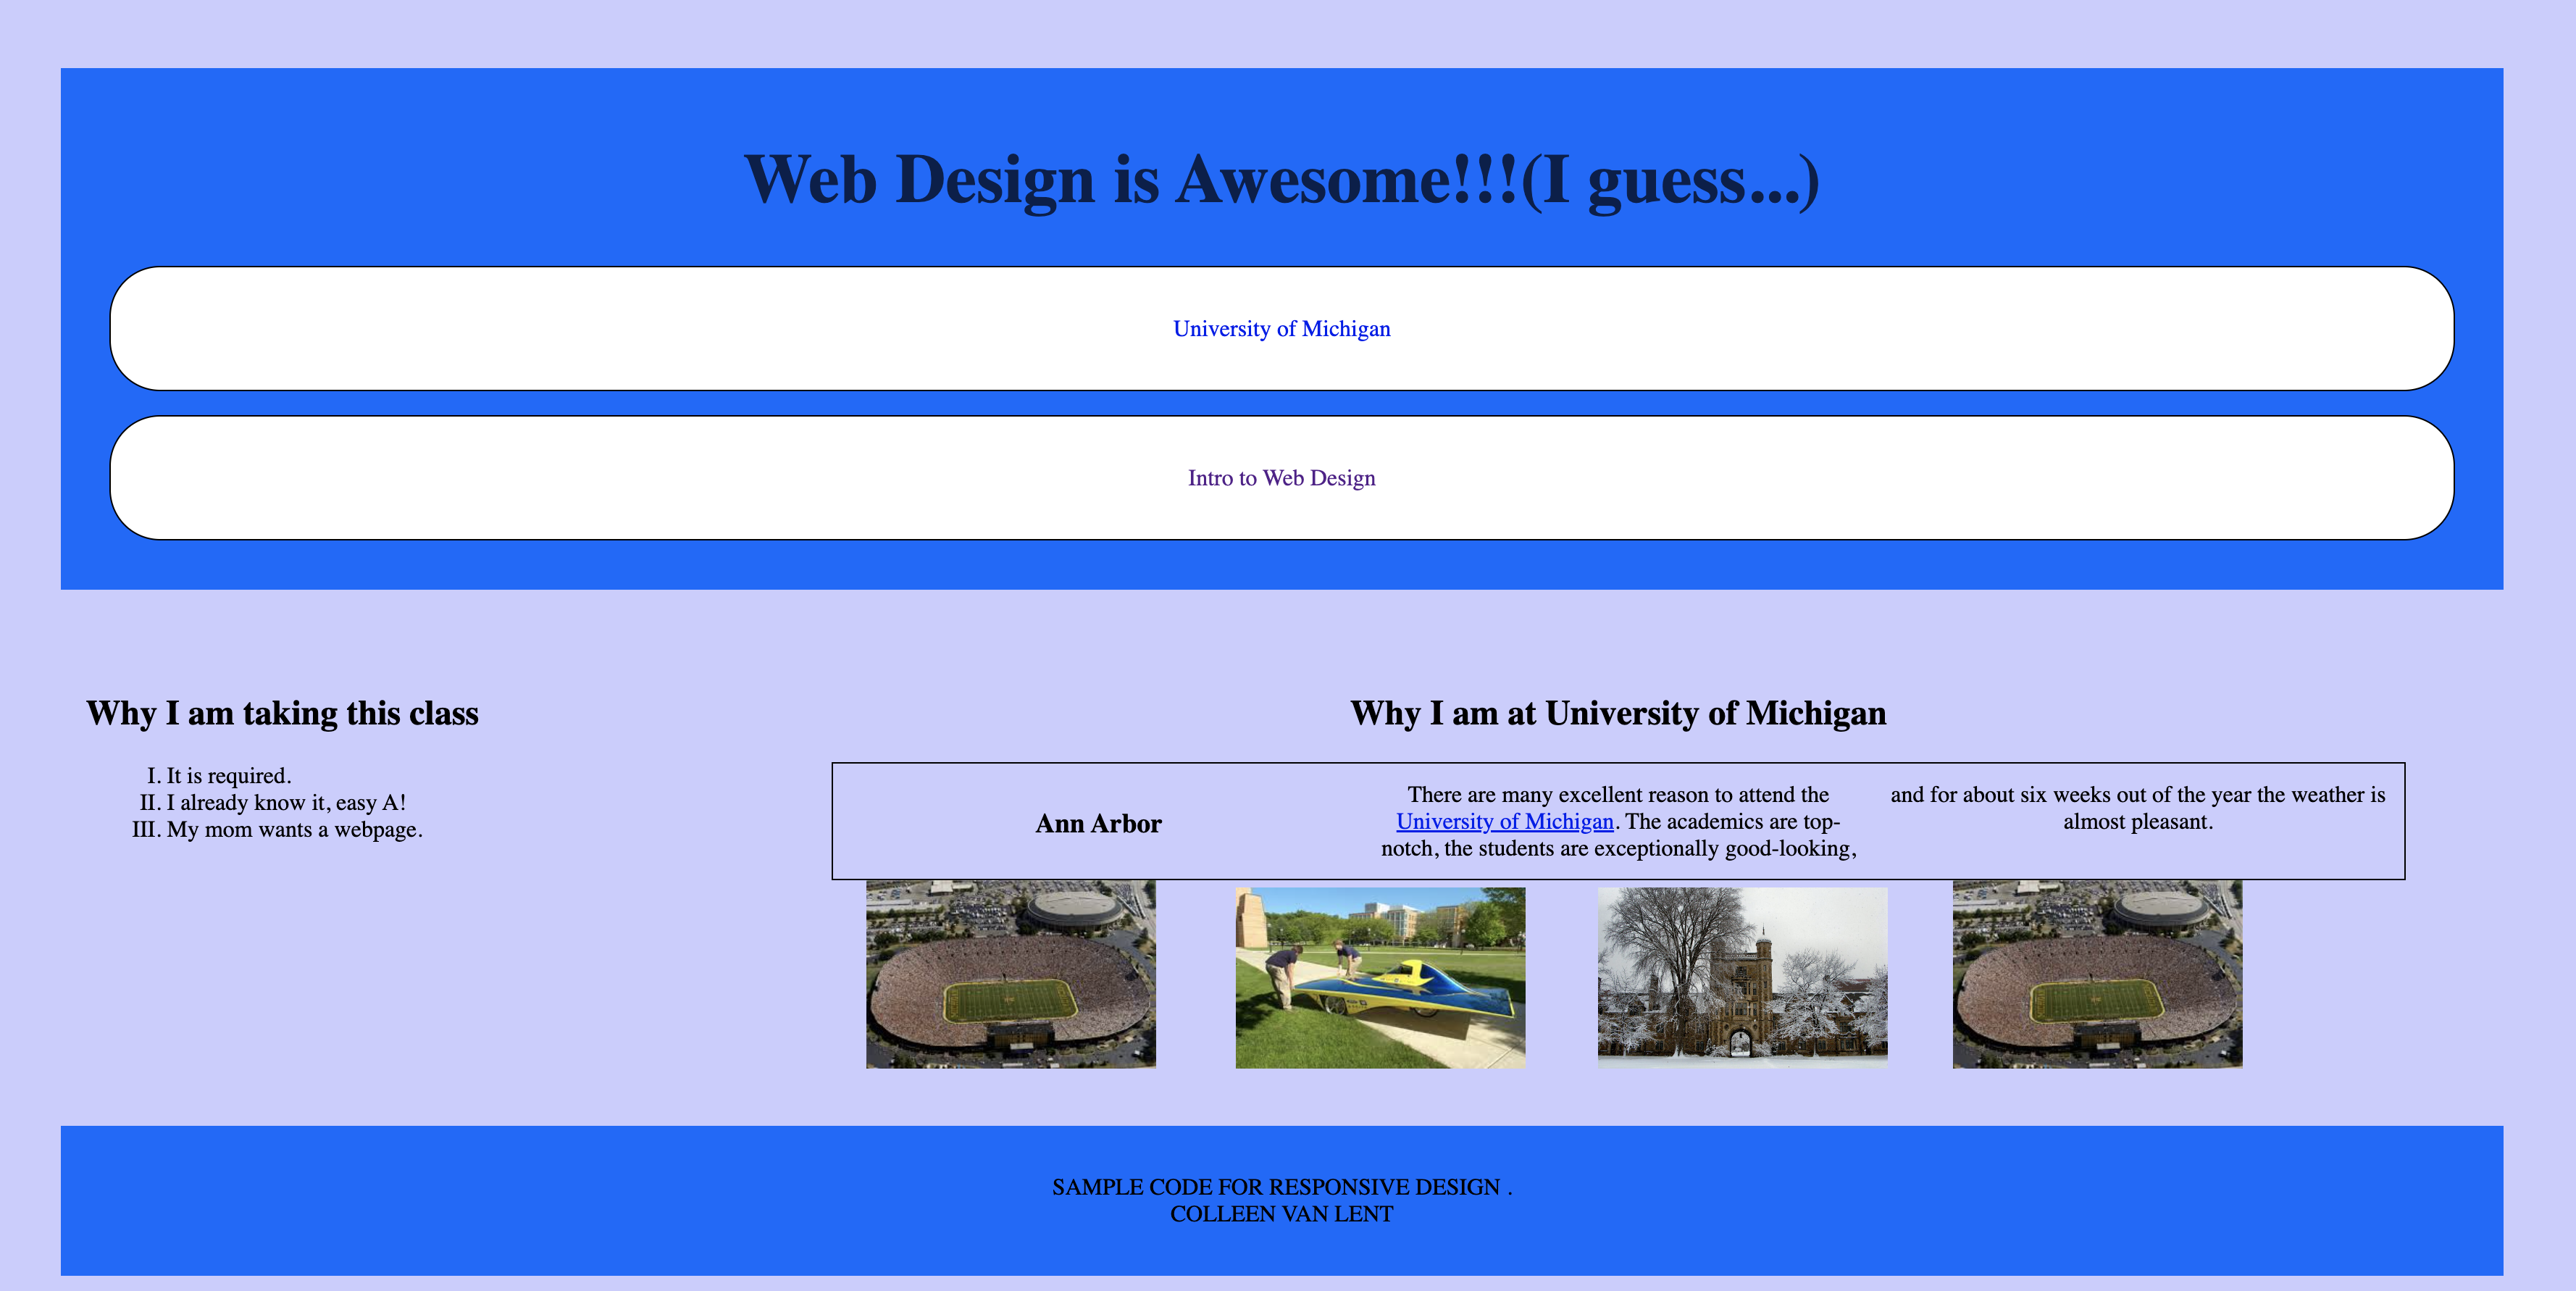 Web Design is Awesome!!!(I guess...)
University of Michigan
Intro to Web Design
Why I am taking this class
I. It is required.
II. I already know it, easy A!
III. My mom wants a webpage.
Why I am at University of Michigan
Ann Arbor
There are many excellent reason to attend the
University of Michigan. The academics are top-
notch, the students are exceptionally good-looking,
and for about six weeks out of the year the weather is
almost pleasant.
SAMPLE CODE FOR RESPONSIVE DESIGN .
COLLEEN VAN LENT